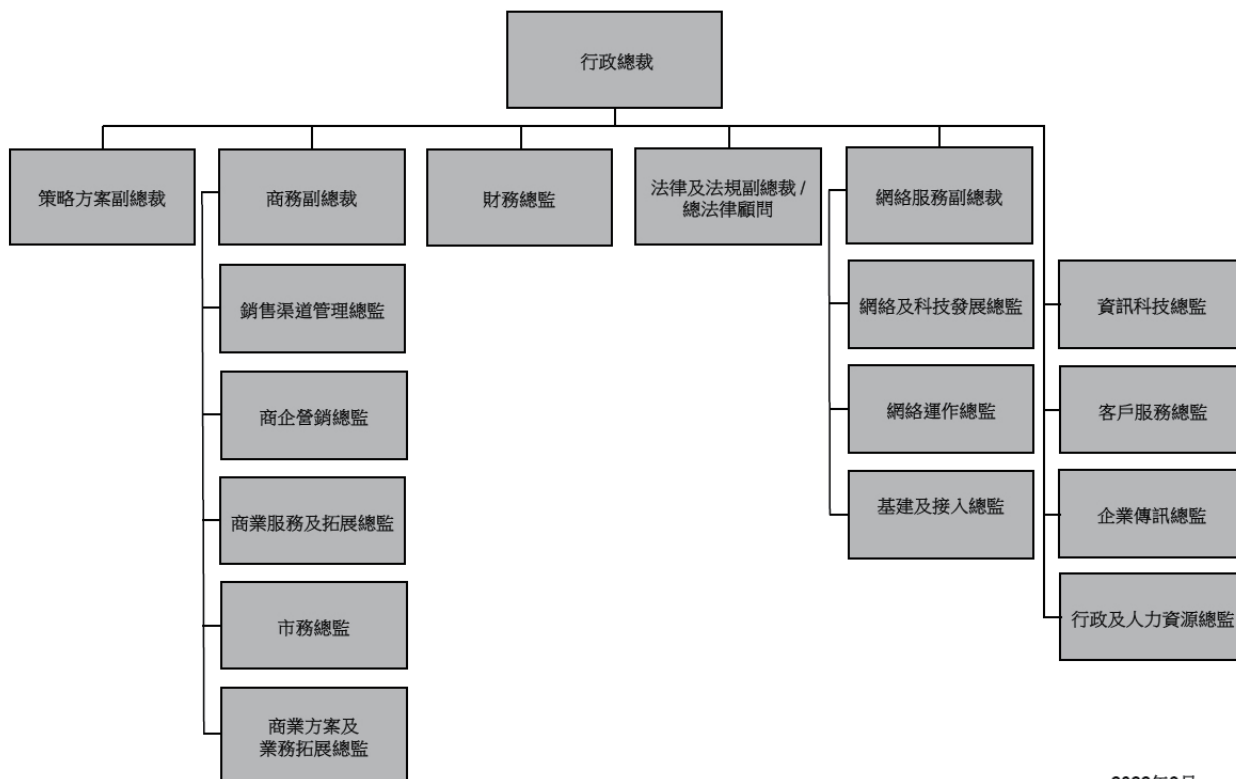 行政總裁
策略方案副總裁
商務副總裁
財務總監
法律及法規副總裁 /
總法律顧問
網絡服務副總裁
銷售渠道管理總監
網絡及科技發展總監
資訊科技總監
商企營銷總監
網絡運作總監
客戶服務總監
商業服務及拓展總監
基建及接入總監
企業傳訊總監
市務總監
行政及人力資源總監
商業方案及
業務拓展總監